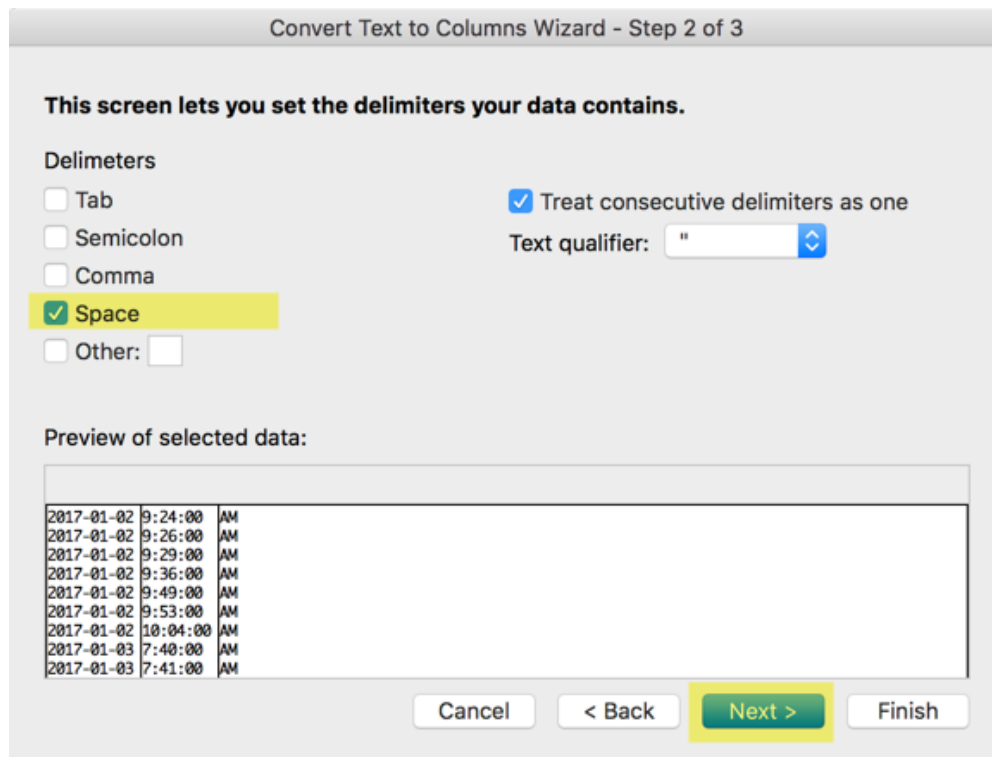 Convert Text to Columns Wizard - Step 2 of 3
This screen lets you set the delimiters your data contains.
Delimeters
Tab
Semicolon
Comma
Space
Other:
Treat consecutive delimiters as one
Text qualifier: "
Preview of selected data:
2017-01-02 9:24:00 AM
2017-01-02 9:26:00 AM
2017-01-02 9:29:00 AM
2017-01-02 9:36:00 AM
2017-01-02 9:49:00 AM
2017-01-02 9:53:00 AM
2017-01-02 10:04:00 AM
2017-01-03 7:40:00 AM
2017-01-03 7:41:00 AM
Cancel < Back Next > Finish